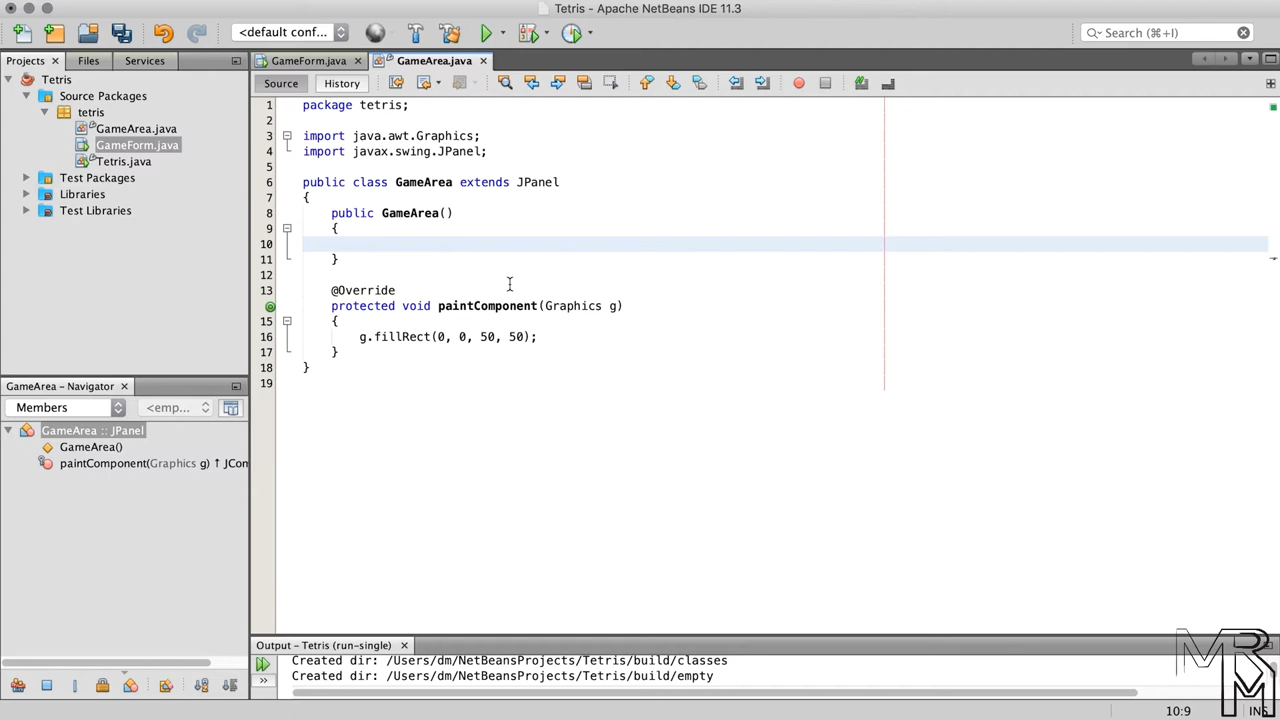 Tetris - Apache NetBeans IDE 11.3
<default conf...
Search (⌘+I)
Projects
Files
Services
GameForm.java
GameArea.java
Tetris
Source Packages
tetris
GameArea.java
GameForm.java
Tetris.java
Test Packages
Libraries
Test Libraries
Source
History
1 package tetris;
2
3 import java.awt.Graphics;
4 import javax.swing.JPanel;
5
6 public class GameArea extends JPanel
7 {
8 public GameArea()
9 {
10
11 }
12
13 @Override
protected void paintComponent(Graphics g)
15 {
16 g.fillRect(0, 0, 50, 50);
17 }
18 }
19
GameArea - Navigator
Members
<emp...
GameArea :: JPanel
GameArea()
paintComponent(Graphics g) ↑ JCom
Output - Tetris (run-single)
Created dir: /Users/dm/NetBeansProjects/Tetris/build/classes
Created dir: /Users/dm/NetBeansProjects/Tetris/build/empty
10:9
INS